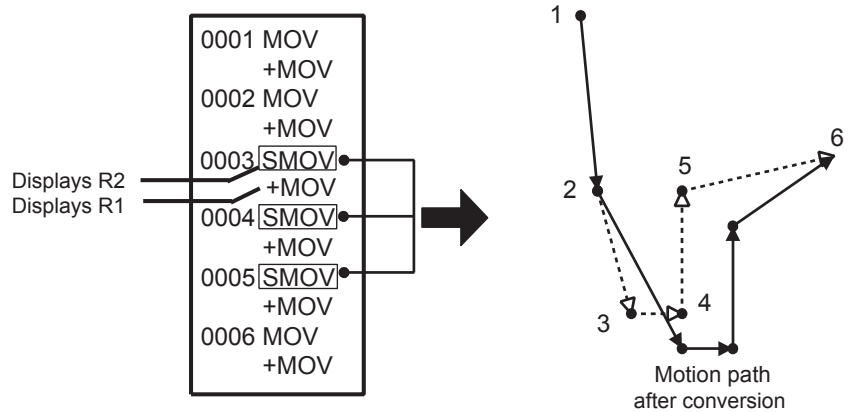 0001 MOV
+MOV
0002 MOV
+MOV
0003 SMOV
+MOV
0004 SMOV
+MOV
0005 SMOV
+MOV
0006 MOV
+MOV
Displays R2
Displays R1
1
2
3
4
5
6
Motion path
after conversion